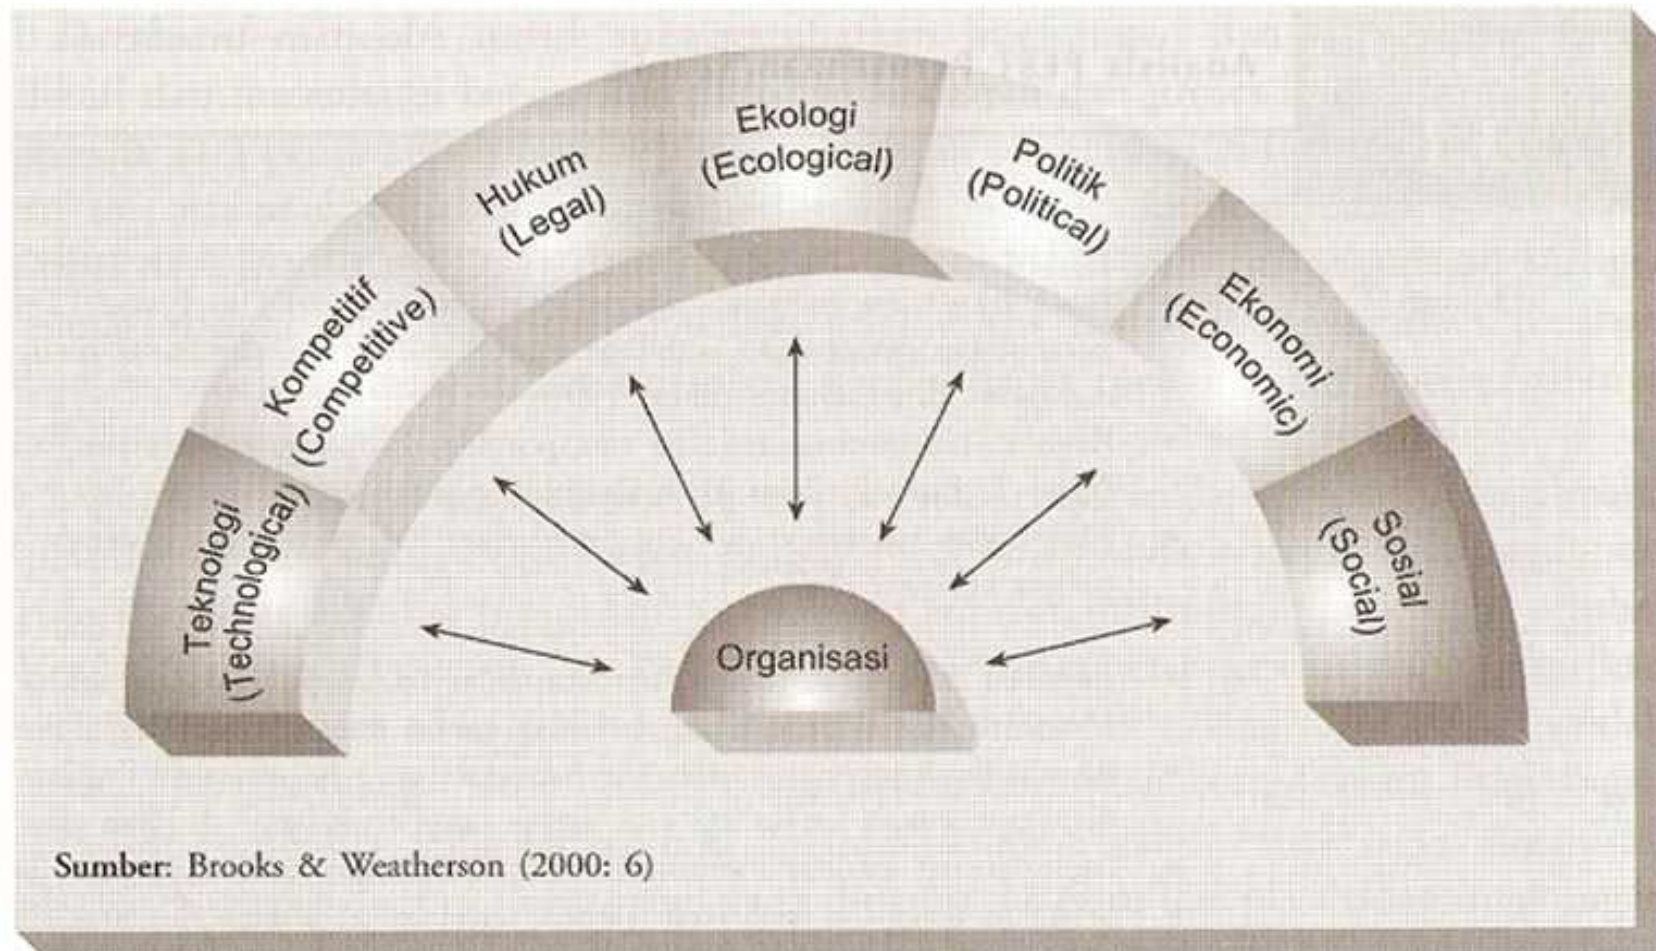 Teknologi
(Technological)
Kompetitif
(Competitive)
Hukum
(Legal)
Ekologi
(Ecological)
Politik
(Political)
Ekonomi
(Economic)
Sosial
(Social)
Organisasi
Sumber: Brooks & Weatherson (2000: 6)